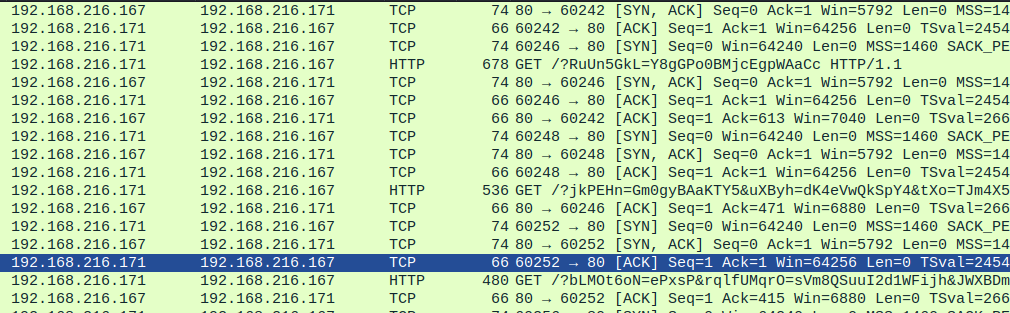 192.168.216.167 192.168.216.171 TCP 74 80 → 60242 [SYN, ACK] Seq=0 Ack=1 Win=5792 Len=0 MSS=14
192.168.216.171 192.168.216.167 TCP 66 60242 → 80 [ACK] Seq=1 Ack=1 Win=64256 Len=0 TSval=2454
192.168.216.171 192.168.216.167 TCP 74 60246 → 80 [SYN] Seq=0 Win=64240 Len=0 MSS=1460 SACK_PE
192.168.216.171 192.168.216.167 HTTP 678 GET /?RuUn5GkL=Y8gGPo0BMjcEgpWAaCc HTTP/1.1
192.168.216.167 192.168.216.171 TCP 74 80 → 60246 [SYN, ACK] Seq=0 Ack=1 Win=5792 Len=0 MSS=14
192.168.216.171 192.168.216.167 TCP 66 60246 → 80 [ACK] Seq=1 Ack=1 Win=64256 Len=0 TSval=2454
192.168.216.167 192.168.216.171 TCP 66 80 → 60242 [ACK] Seq=1 Ack=613 Win=7040 Len=0 TSval=266
192.168.216.171 192.168.216.167 TCP 74 60248 → 80 [SYN] Seq=0 Win=64240 Len=0 MSS=1460 SACK_PE
192.168.216.167 192.168.216.171 TCP 74 80 → 60248 [SYN, ACK] Seq=0 Ack=1 Win=5792 Len=0 MSS=14
192.168.216.171 192.168.216.167 TCP 66 60248 → 80 [ACK] Seq=1 Ack=1 Win=64256 Len=0 TSval=2454
192.168.216.171 192.168.216.167 HTTP 536 GET /?jkPEHn=Gm0gyBAaKTY5&uXByh=dK4eVwQkSpY4&tXo=TJm4X5
192.168.216.167 192.168.216.171 TCP 66 80 → 60246 [ACK] Seq=1 Ack=471 Win=6880 Len=0 TSval=266
192.168.216.171 192.168.216.167 TCP 74 60252 → 80 [SYN] Seq=0 Win=64240 Len=0 MSS=1460 SACK_PE
192.168.216.167 192.168.216.171 TCP 74 80 → 60252 [SYN, ACK] Seq=0 Ack=1 Win=5792 Len=0 MSS=14
192.168.216.171 192.168.216.167 TCP 66 60252 → 80 [ACK] Seq=1 Ack=1 Win=64256 Len=0 TSval=2454
192.168.216.171 192.168.216.167 HTTP 480 GET /?bLMOt6oN=ePxsP&rqlfUMqrO=sVm8QSuuI2d1WFijh&JWXBDm
192.168.216.167 192.168.216.171 TCP 66 80 → 60252 [ACK] Seq=1 Ack=415 Win=6880 Len=0 TSval=266